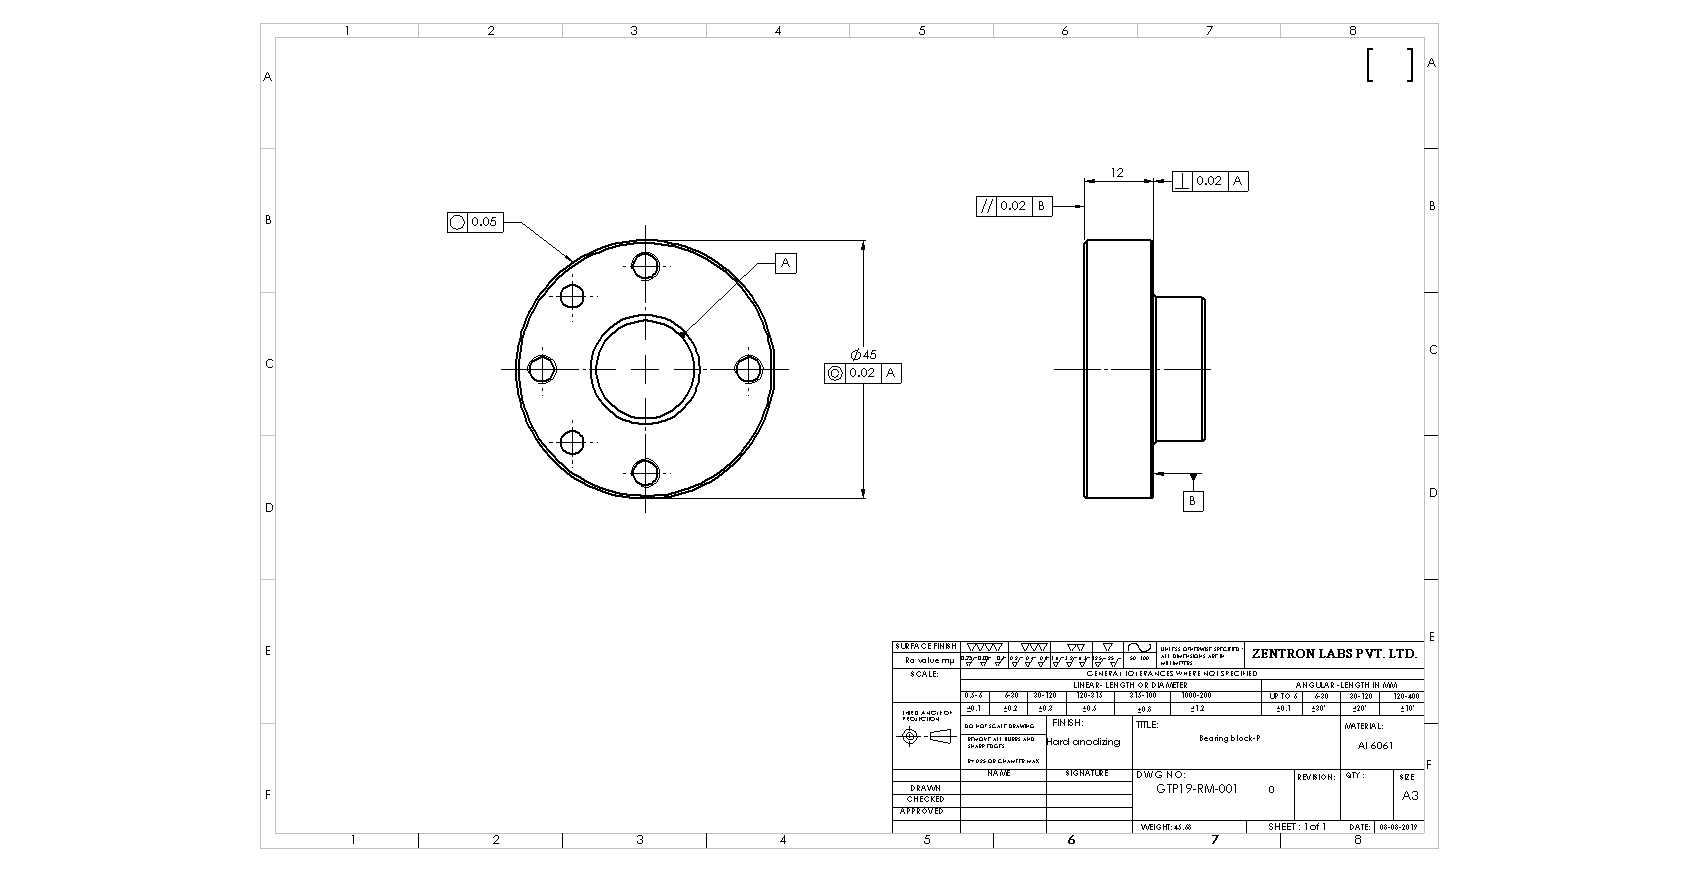 1 2 3 4 5 6 7 8
A A
[ ]
12
⊥ 0.02 A
// 0.02 B
B B
○ 0.05
A
C C
⌀45
◎ 0.02 A
D D
B
E E
SURFACE FINISH
Ra value mµ
UNLESS OTHERWISE SPECIFIED :
ALL DIMENSIONS ARE IN
MILLIMETERS
ZENTRON LABS PVT. LTD.
SCALE:
GENERAL TOLERANCES WHERE NOT SPECIFIED
LINEAR- LENGTH OR DIAMETER
ANGULAR -LENGTH IN MM
0.5-6 6-30 30-120 120-315 315-100 1000-200 UP TO 6 6-30 30-120 120-400
±0.1 ±0.2 ±0.3 ±0.5 ±0.8 ±1.2 ±0.1 ±30' ±20' ±10'
THIRD ANGLE OF
PROJECTION
DO NOT SCALE DRAWING
REMOVE ALL BURRS AND
SHARP EDGES
BY 0.5 OR CHAMFER MAX
FINISH:
Hard anodizing
TITLE:
Bearing block-P
MATERIAL:
Al 6061
F F
NAME SIGNATURE
DRAWN
CHECKED
APPROVED
DWG NO:
GTP19-RM-001 0
REVISION:
QTY :
SIZE
A3
WEIGHT: 45.68
SHEET : 1 of 1
DATE: 08-08-2019
1 2 3 4 5 6 7 8